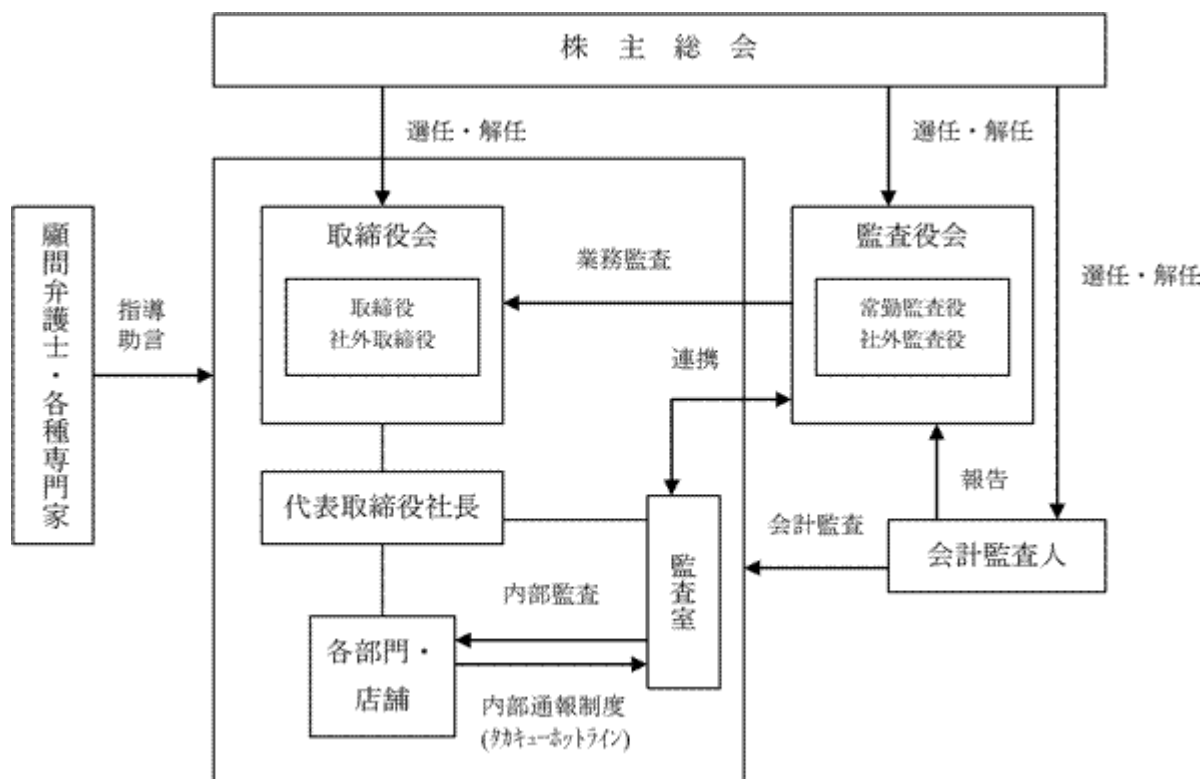 株主総会
選任・解任
選任・解任
選任・解任
顧問弁護士・各種専門家
指導
助言
取締役会
取締役
社外取締役
業務監査
監査役会
常勤監査役
社外監査役
連携
代表取締役社長
監査室
報告
会計監査
会計監査人
内部監査
各部門・
店舗
内部通報制度
(タカキューホットライン)